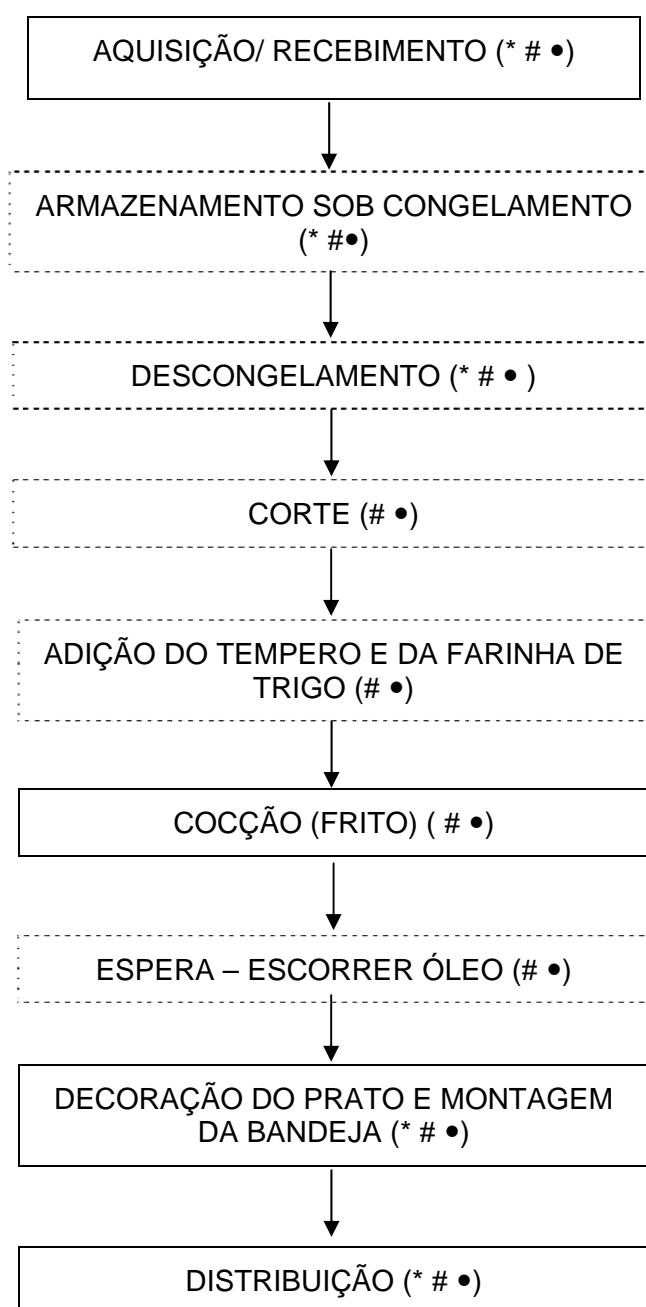 AQUISIÇÃO/ RECEBIMENTO (* # ●)
ARMAZENAMENTO SOB CONGELAMENTO
(* #●)
DESCONGELAMENTO (* # ● )
CORTE (# ●)
ADIÇÃO DO TEMPERO E DA FARINHA DE
TRIGO (# ●)
COCÇÃO (FRITO) ( # ●)
ESPERA – ESCORRER ÓLEO (# ●)
DECORAÇÃO DO PRATO E MONTAGEM
DA BANDEJA (* # ●)
DISTRIBUIÇÃO (* # ●)